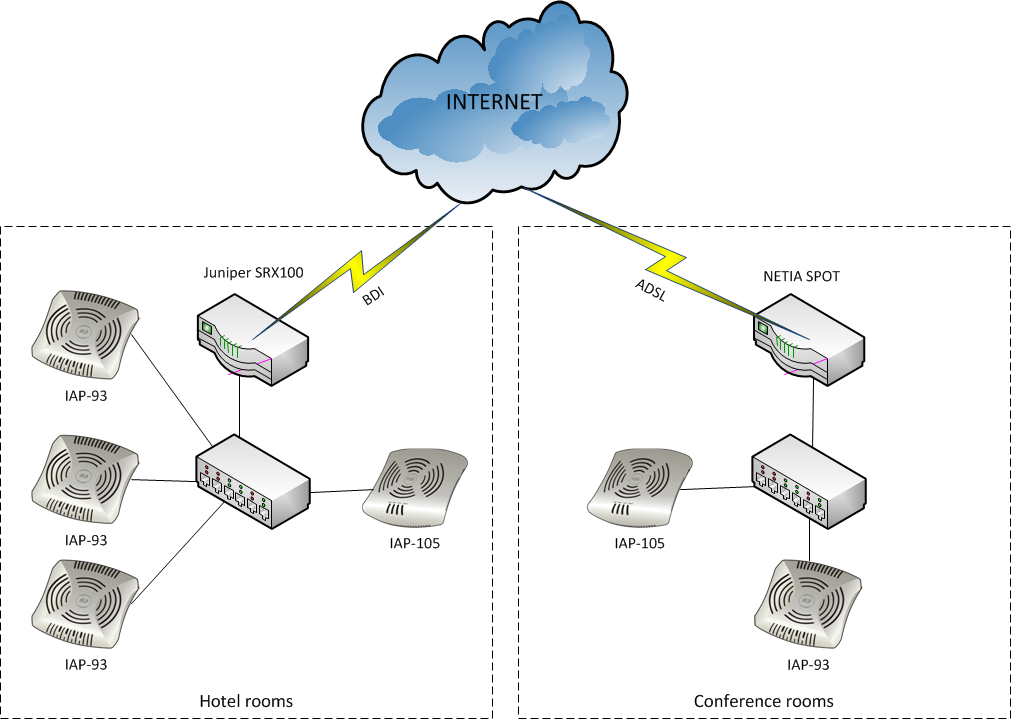 INTERNET
Juniper SRX100
BDI
IAP-93
IAP-93
IAP-105
IAP-93
Hotel rooms
ADSL
NETIA SPOT
IAP-105
IAP-93
Conference rooms